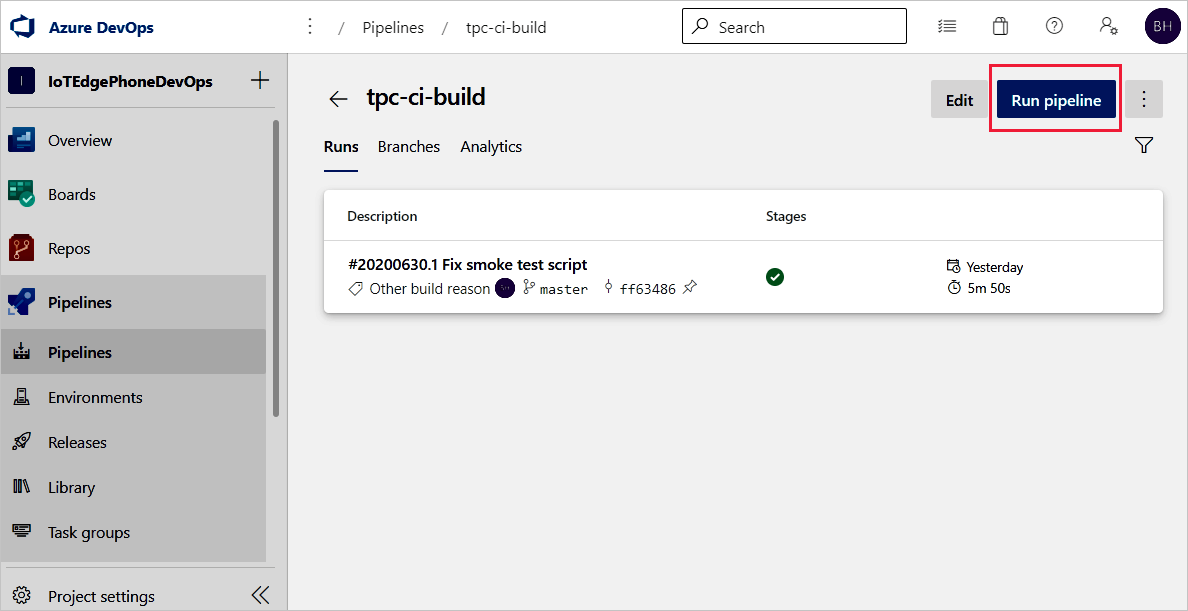 Azure DevOps
/ Pipelines / tpc-ci-build
Search
BH
I IoTEdgePhoneDevOps
Overview
Boards
Repos
Pipelines
Pipelines
Environments
Releases
Library
Task groups
Project settings
tpc-ci-build
Edit
Run pipeline
Runs Branches Analytics
Description Stages
#20200630.1 Fix smoke test script
Other build reason master ff63486
Yesterday
5m 50s